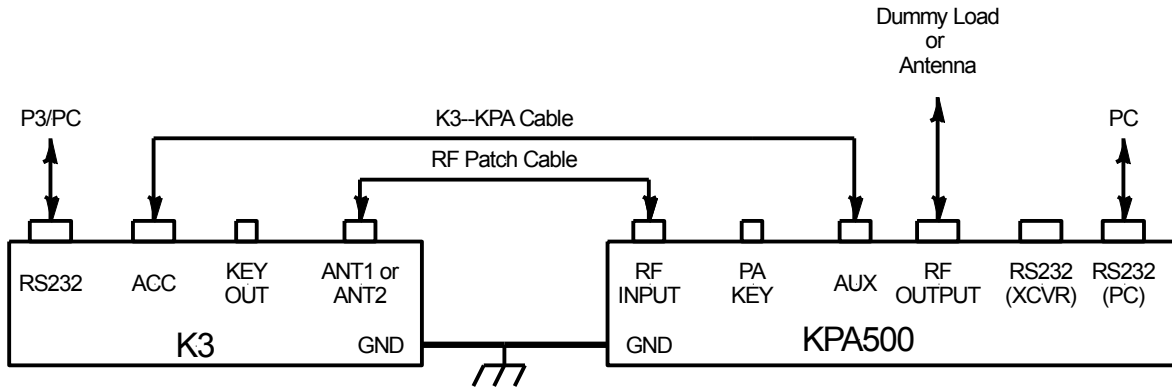 Dummy Load
or
Antenna
P3/PC
K3--KPA Cable
PC
RF Patch Cable
RS232
ACC
KEY
OUT
ANT1 or
ANT2
K3
GND
RF
INPUT
PA
KEY
AUX
RF
OUTPUT
RS232
(XCVR)
RS232
(PC)
GND
KPA500